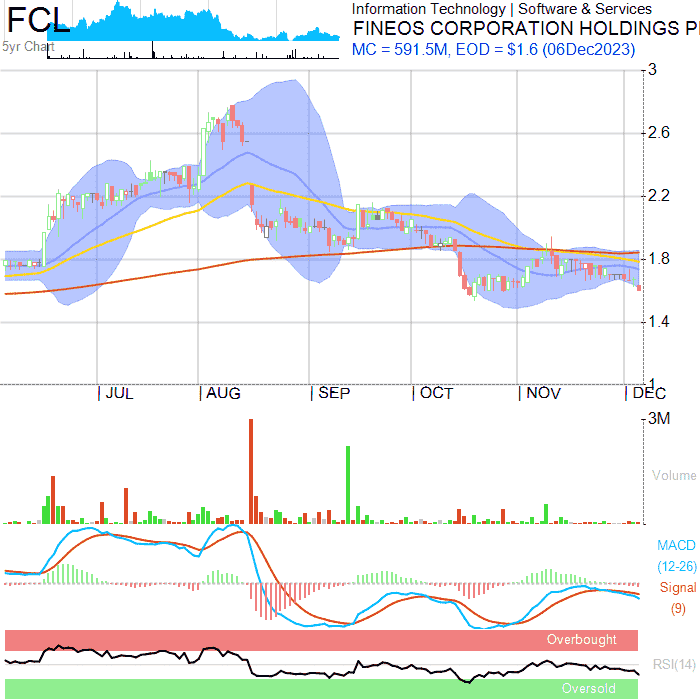 FCL
5yr Chart
Information Technology | Software & Services
FINEOS CORPORATION HOLDINGS P
MC = 591.5M, EOD = $1.6 (06Dec2023)
3
2.6
2.2
1.8
1.4
1
JUL AUG SEP OCT NOV DEC
3M
Volume
MACD
(12-26)
Signal
(9)
Overbought
RSI(14)
Oversold